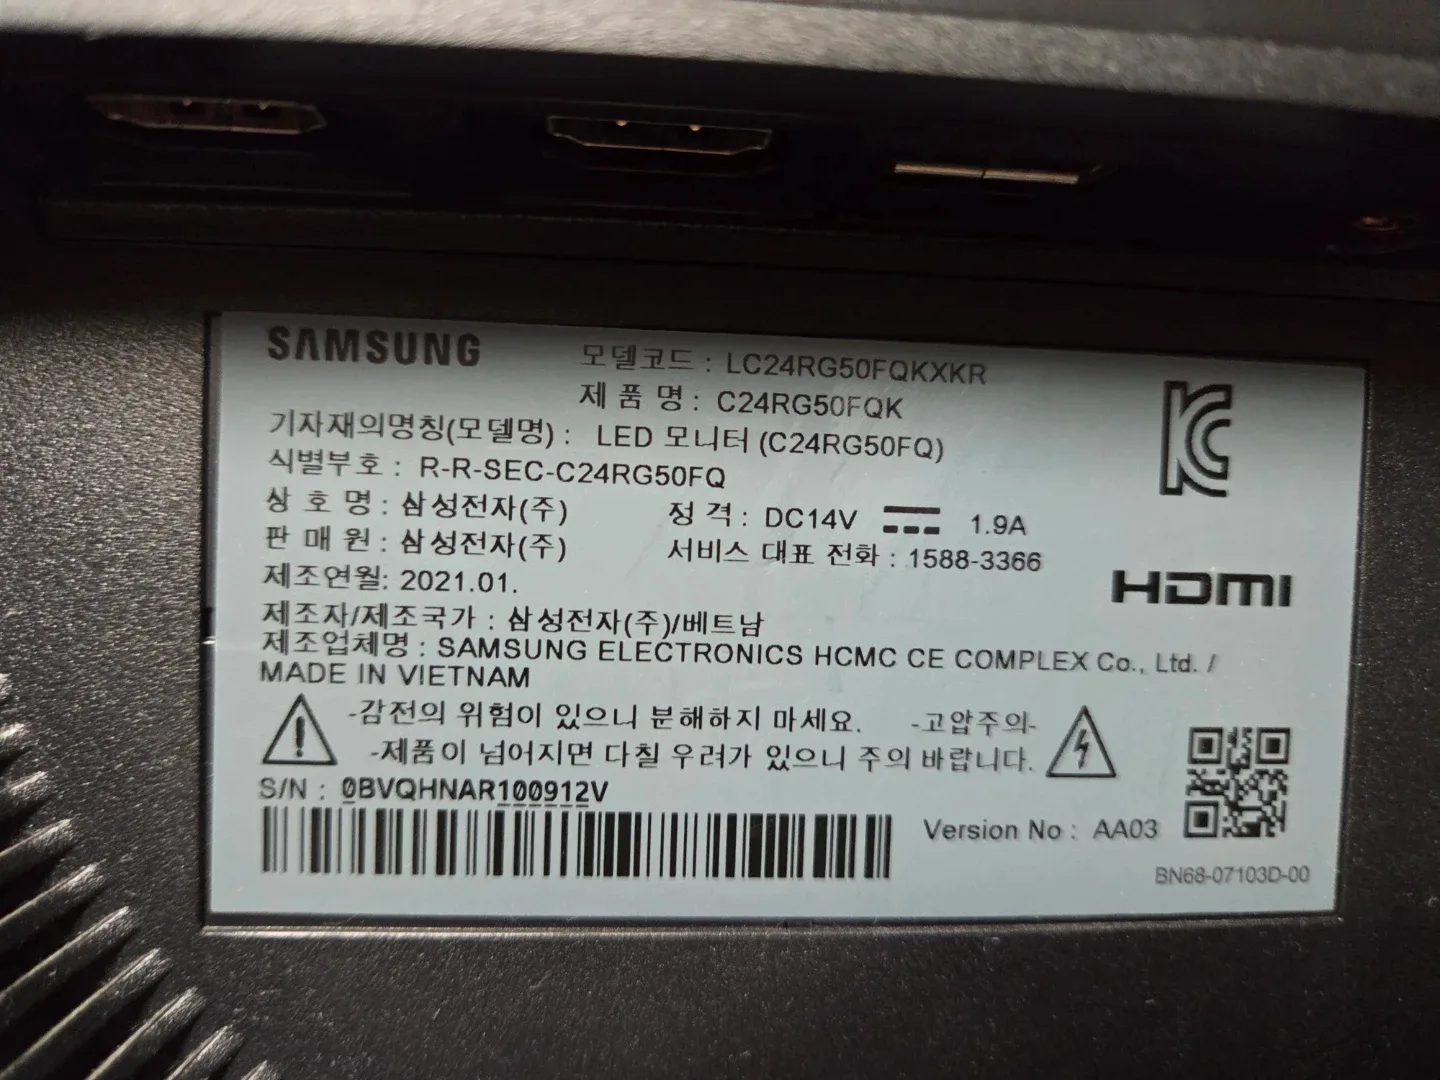 SAMSUNG
모델코드 : LC24RG50FQKXKR
제 품 명 : C24RG50FQK
기자재의명칭(모델명) : LED 모니터 (C24RG50FQ)
식별부호 : R-R-SEC-C24RG50FQ
상 호 명 : 삼성전자(주) 정 격 : DC14V 1.9A
판 매 원 : 삼성전자(주) 서비스 대표 전화 : 1588-3366
제조연월: 2021.01.
HDMI
제조자/제조국가 : 삼성전자(주)/베트남
제조업체명 : SAMSUNG ELECTRONICS HCMC CE COMPLEX Co., Ltd. /
MADE IN VIETNAM
-감전의 위험이 있으니 분해하지 마세요. -고압주의-
-제품이 넘어지면 다칠 우려가 있으니 주의 바랍니다.
S/N : 0BVQHNAR100912V
Version No : AA03
BN68-07103D-00